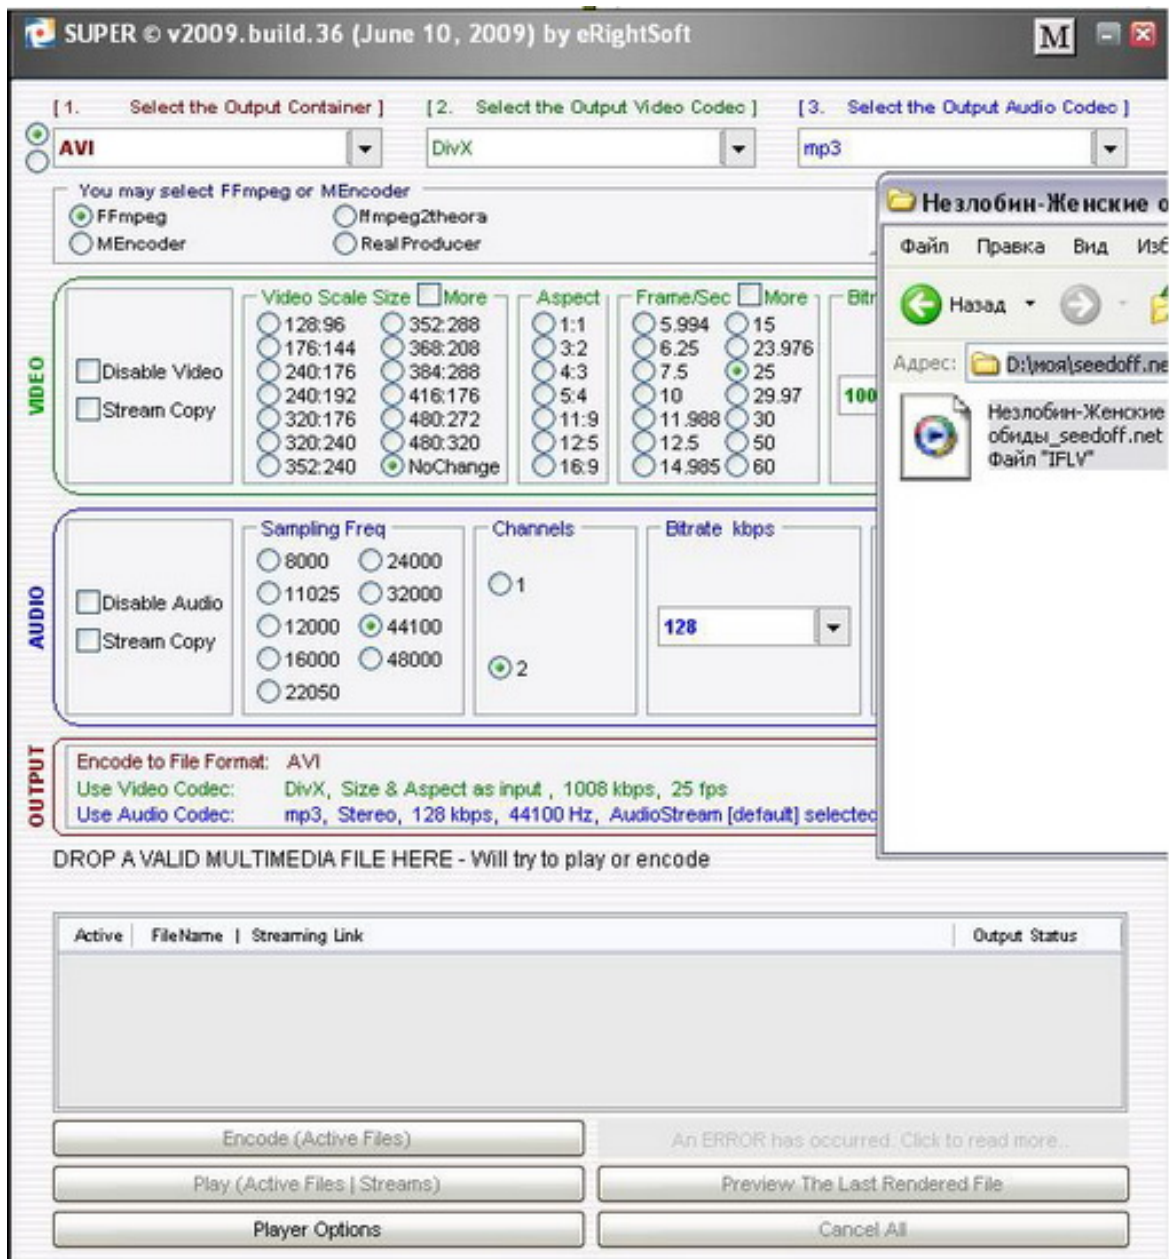 SUPER © v2009.build.36 (June 10, 2009) by eRightSoft
M
[ 1. Select the Output Container ]
[ 2. Select the Output Video Codec ]
[ 3. Select the Output Audio Codec ]
AVI
DivX
mp3
You may select FFmpeg or MEncoder
FFmpeg
ffmpeg2theora
MEncoder
Real Producer
VIDEO
Disable Video
Stream Copy
Video Scale Size More
128:96 352:288
176:144 368:208
240:176 384:288
240:192 416:176
320:176 480:272
320:240 480:320
352:240 NoChange
Aspect
1:1
3:2
4:3
5:4
11:9
12:5
16:9
Frame/Sec More
5.994 15
6.25 23.976
7.5 25
10 29.97
11.988 30
12.5 50
14.985 60
Bitr
100
AUDIO
Disable Audio
Stream Copy
Sampling Freq
8000 24000
11025 32000
12000 44100
16000 48000
22050
Channels
1
2
Bitrate kbps
128
Незлобин-Женские о
Файл Правка Вид Изб
Назад
Адрес: D:\моя\seedoff.ne
Незлобин-Женские
обиды_seedoff.net
Файл "IFLV"
OUTPUT
Encode to File Format: AVI
Use Video Codec: DivX, Size & Aspect as input , 1008 kbps, 25 fps
Use Audio Codec: mp3, Stereo, 128 kbps, 44100 Hz, AudioStream [default] selected
DROP A VALID MULTIMEDIA FILE HERE - Will try to play or encode
Active FileName | Streaming Link Output Status
Encode (Active Files)
An ERROR has occurred. Click to read more...
Play (Active Files | Streams)
Preview The Last Rendered File
Player Options
Cancel All